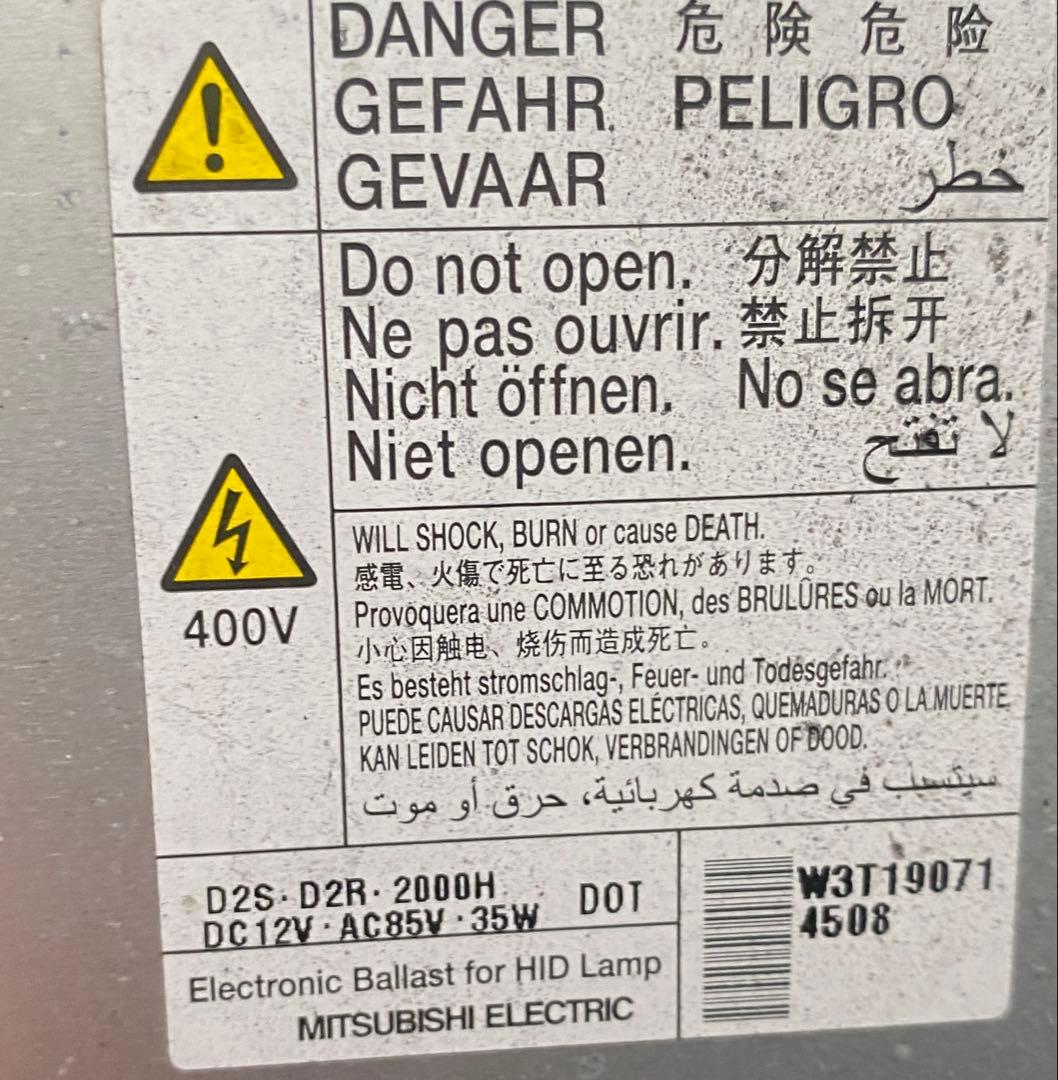 DANGER 危険 危险
GEFAHR PELIGRO
GEVAAR خطر
Do not open. 分解禁止
Ne pas ouvrir. 禁止拆开
Nicht öffnen. No se abra.
Niet openen. لا تفتح
400V
WILL SHOCK, BURN or cause DEATH.
感電、火傷で死亡に至る恐れがあります。
Provoquera une COMMOTION, des BRULÛRES ou la MORT.
小心因触电、烧伤而造成死亡。
Es besteht stromschlag-, Feuer- und Todesgefahr.
PUEDE CAUSAR DESCARGAS ELÉCTRICAS, QUEMADURAS O LA MUERTE
KAN LEIDEN TOT SCHOK, VERBRANDINGEN OF DOOD.
في صدمة كهربائية، حرق أو موت
D2S · D2R · 2000H
DC12V · AC85V · 35W
DOT
W3T19071
4508
Electronic Ballast for HID Lamp
MITSUBISHI ELECTRIC